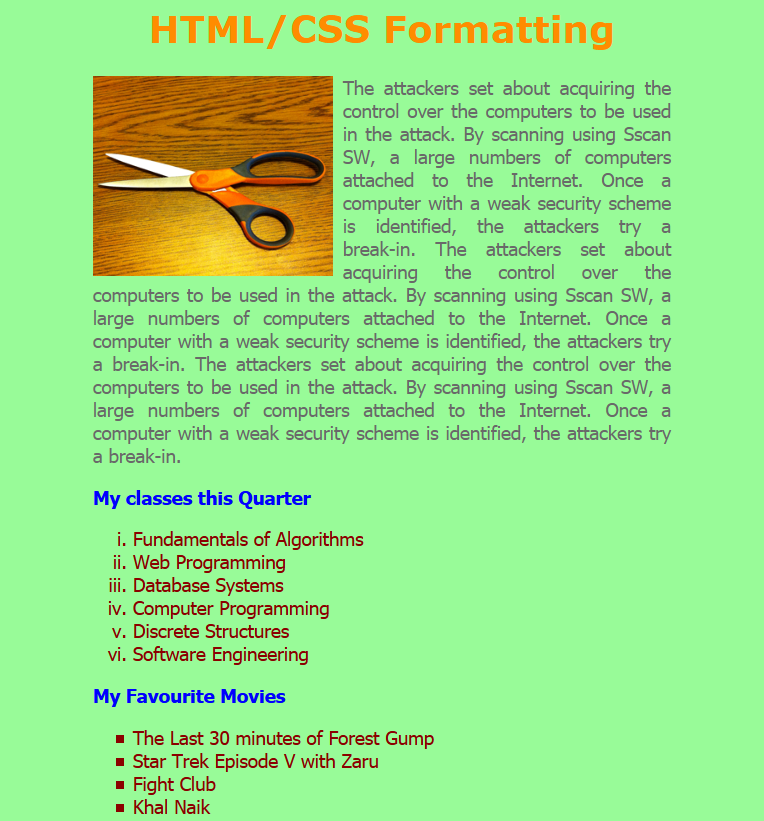 HTML/CSS Formatting
The attackers set about acquiring the
control over the computers to be used
in the attack. By scanning using Sscan
SW, a large numbers of computers
attached to the Internet. Once a
computer with a weak security scheme
is identified, the attackers try a
break-in. The attackers set about
acquiring the control over the
computers to be used in the attack. By scanning using Sscan SW, a
large numbers of computers attached to the Internet. Once a
computer with a weak security scheme is identified, the attackers try
a break-in. The attackers set about acquiring the control over the
computers to be used in the attack. By scanning using Sscan SW, a
large numbers of computers attached to the Internet. Once a
computer with a weak security scheme is identified, the attackers try
a break-in.
My classes this Quarter
i. Fundamentals of Algorithms
ii. Web Programming
iii. Database Systems
iv. Computer Programming
v. Discrete Structures
vi. Software Engineering
My Favourite Movies
▪ The Last 30 minutes of Forest Gump
▪ Star Trek Episode V with Zaru
▪ Fight Club
▪ Khal Naik